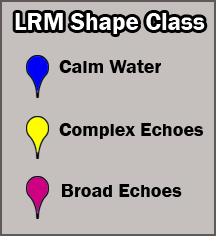 LRM Shape Class
Calm Water
Complex Echoes
Broad Echoes